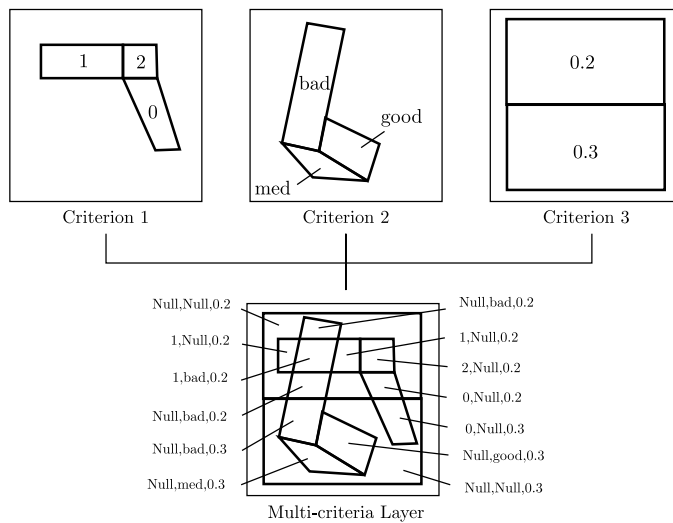 1
2
0
bad
good
med
0.2
0.3
Criterion 1
Criterion 2
Criterion 3
Null,Null,0.2
1,Null,0.2
1,bad,0.2
Null,bad,0.2
Null,bad,0.3
Null,med,0.3
Null,bad,0.2
1,Null,0.2
2,Null,0.2
0,Null,0.2
0,Null,0.3
Null,good,0.3
Null,Null,0.3
Multi-criteria Layer